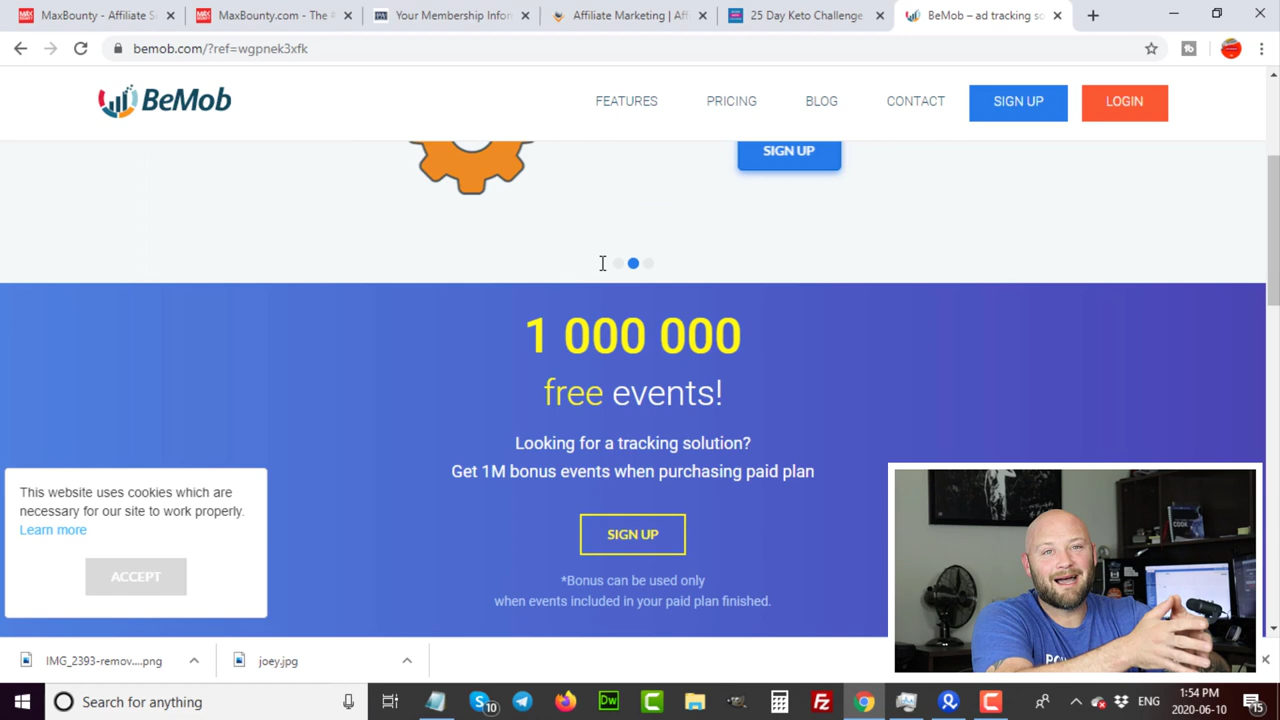 MaxBounty - Affiliate S
MaxBounty.com - The #
Your Membership Infor
Affiliate Marketing | Aff
25 Day Keto Challenge
BeMob – ad tracking so
bemob.com/?ref=wgpnek3xfk
BeMob
FEATURES
PRICING
BLOG
CONTACT
SIGN UP
LOGIN
SIGN UP
1 000 000
free events!
Looking for a tracking solution?
Get 1M bonus events when purchasing paid plan
SIGN UP
*Bonus can be used only
when events included in your paid plan finished.
This website uses cookies which are
necessary for our site to work properly.
Learn more
ACCEPT
COOK
IMG_2393-remov....png
joey.jpg
Search for anything
10
Dw
ENG
1:54 PM
2020-06-10
15